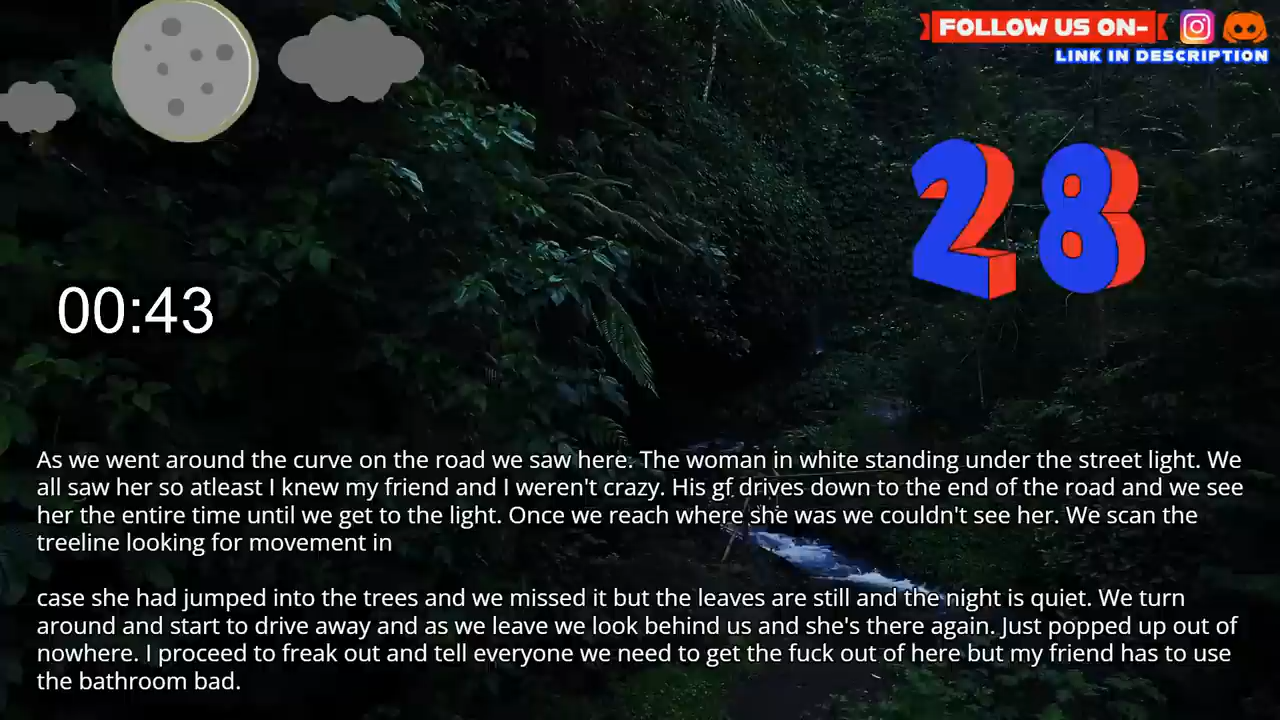 FOLLOW US ON-
LINK IN DESCRIPTION
28
00:43
As we went around the curve on the road we saw here. The woman in white standing under the street light. We
all saw her so atleast I knew my friend and I weren't crazy. His gf drives down to the end of the road and we see
her the entire time until we get to the light. Once we reach where she was we couldn't see her. We scan the
treeline looking for movement in
case she had jumped into the trees and we missed it but the leaves are still and the night is quiet. We turn
around and start to drive away and as we leave we look behind us and she's there again. Just popped up out of
nowhere. I proceed to freak out and tell everyone we need to get the fuck out of here but my friend has to use
the bathroom bad.